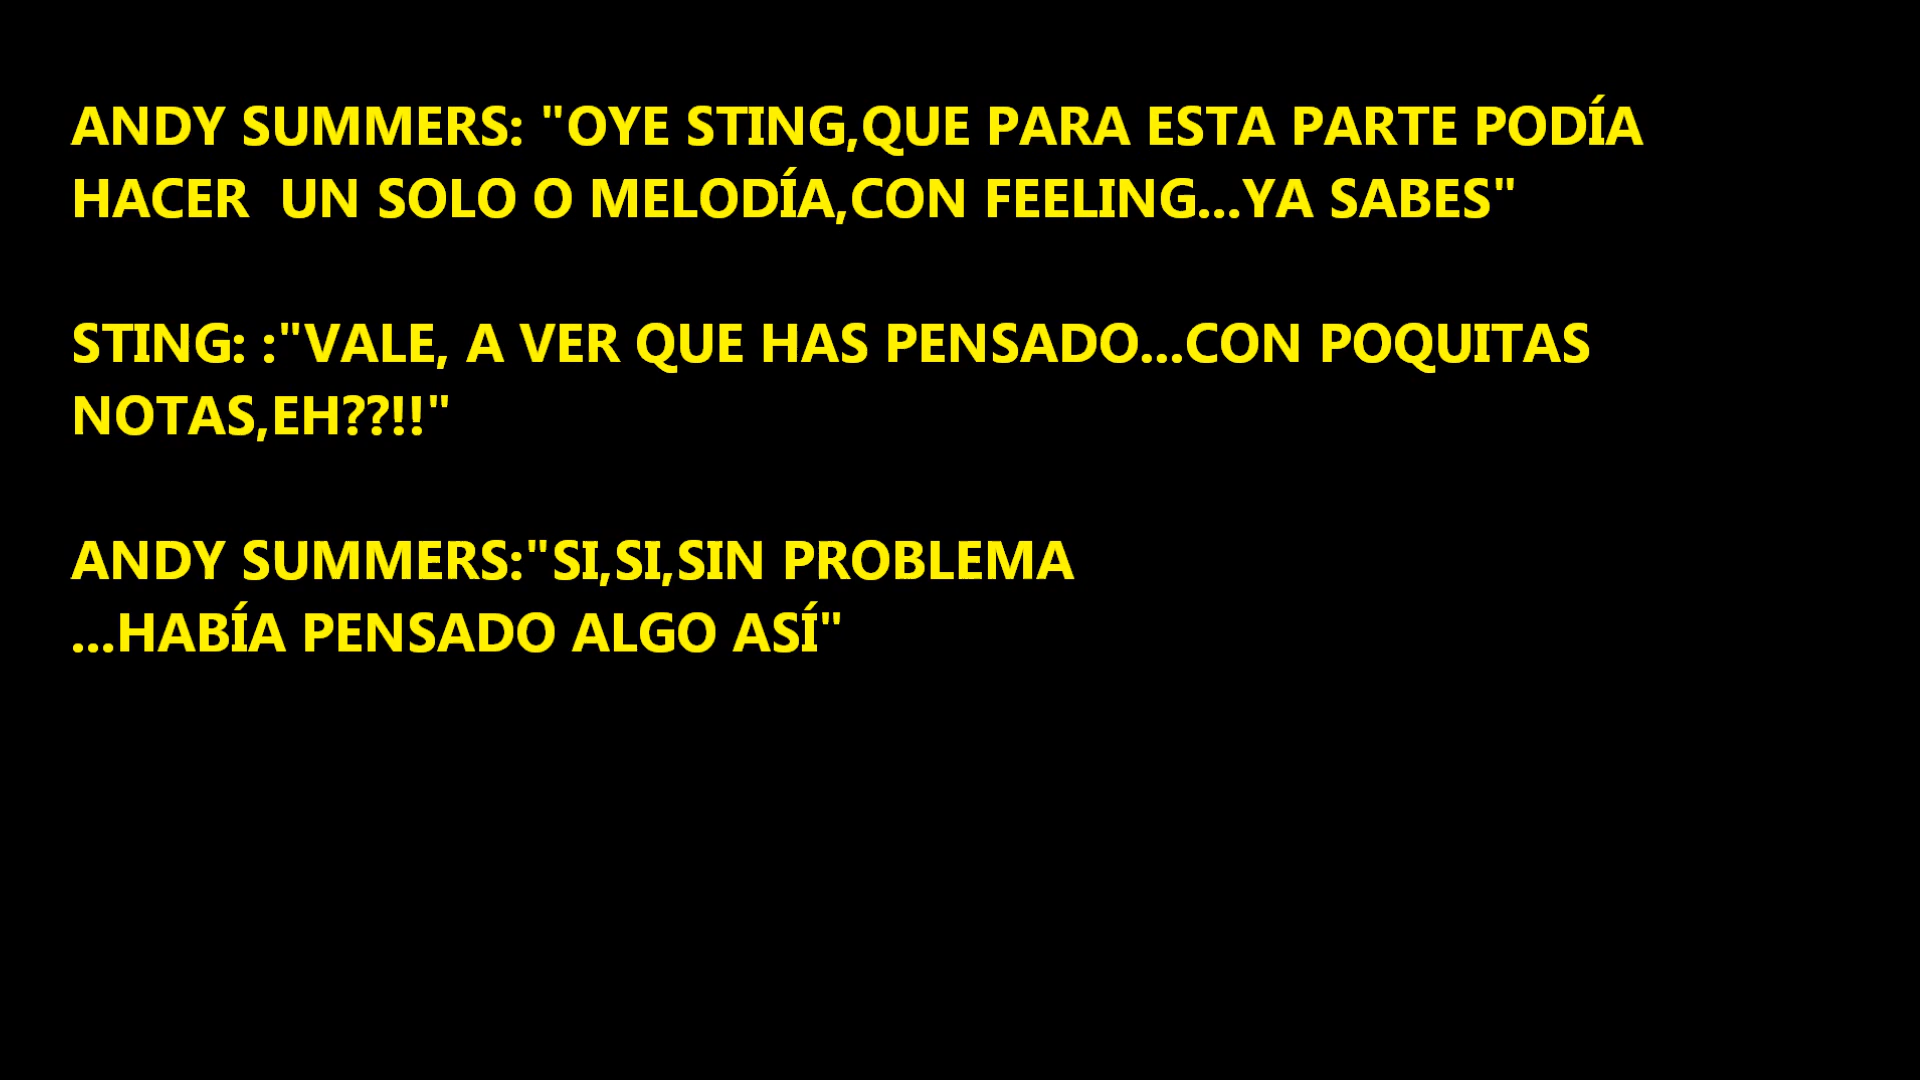 ANDY SUMMERS: "OYE STING,QUE PARA ESTA PARTE PODÍA
HACER  UN SOLO O MELODÍA,CON FEELING...YA SABES"
STING: :"VALE, A VER QUE HAS PENSADO...CON POQUITAS
NOTAS,EH??!!"
ANDY SUMMERS:"SI,SI,SIN PROBLEMA
...HABÍA PENSADO ALGO ASÍ"